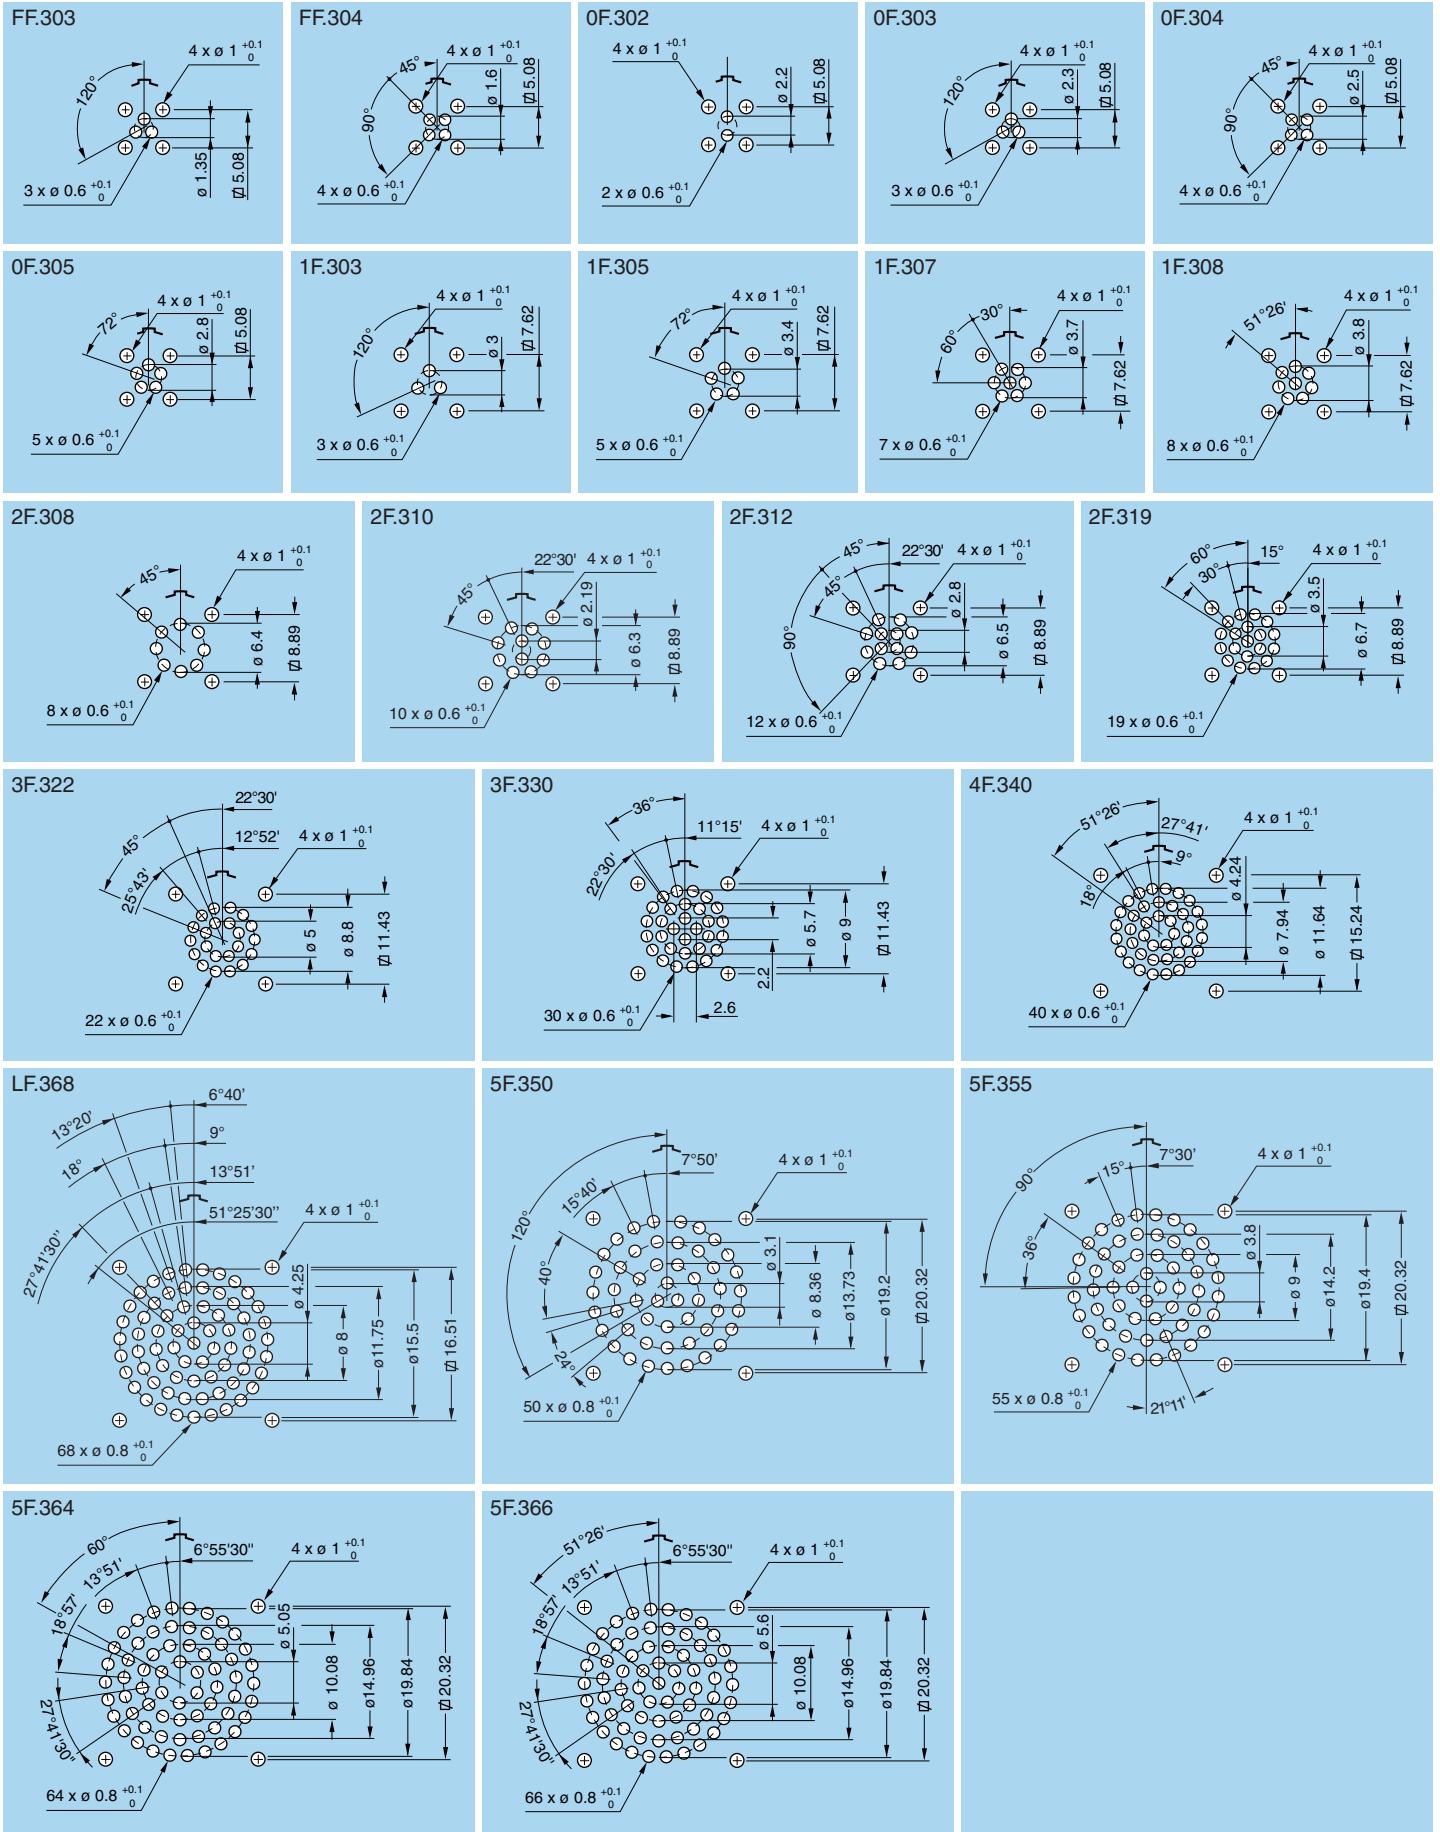 FF.303
120°
4 x ø 1 +0.1 0
ø 1.35
⌷ 5.08
3 x ø 0.6 +0.1 0
FF.304
45°
90°
4 x ø 1 +0.1 0
ø 1.6
⌷ 5.08
4 x ø 0.6 +0.1 0
0F.302
4 x ø 1 +0.1 0
ø 2.2
⌷ 5.08
2 x ø 0.6 +0.1 0
0F.303
120°
4 x ø 1 +0.1 0
ø 2.3
⌷ 5.08
3 x ø 0.6 +0.1 0
0F.304
45°
90°
4 x ø 1 +0.1 0
ø 2.5
⌷ 5.08
4 x ø 0.6 +0.1 0
0F.305
72°
4 x ø 1 +0.1 0
ø 2.8
⌷ 5.08
5 x ø 0.6 +0.1 0
1F.303
120°
4 x ø 1 +0.1 0
ø 3
⌷ 7.62
3 x ø 0.6 +0.1 0
1F.305
72°
4 x ø 1 +0.1 0
ø 3.4
⌷ 7.62
5 x ø 0.6 +0.1 0
1F.307
30°
60°
4 x ø 1 +0.1 0
ø 3.7
⌷ 7.62
7 x ø 0.6 +0.1 0
1F.308
51°26'
4 x ø 1 +0.1 0
ø 3.8
⌷ 7.62
8 x ø 0.6 +0.1 0
2F.308
45°
4 x ø 1 +0.1 0
ø 6.4
⌷ 8.89
8 x ø 0.6 +0.1 0
2F.310
22°30'
45°
4 x ø 1 +0.1 0
ø 2.19
ø 6.3
⌷ 8.89
10 x ø 0.6 +0.1 0
2F.312
45°
22°30'
45°
90°
4 x ø 1 +0.1 0
ø 2.8
ø 6.5
⌷ 8.89
12 x ø 0.6 +0.1 0
2F.319
60°
15°
30°
4 x ø 1 +0.1 0
ø 3.5
ø 6.7
⌷ 8.89
19 x ø 0.6 +0.1 0
3F.322
22°30'
45°
12°52'
25°43'
4 x ø 1 +0.1 0
ø 5
ø 8.8
⌷ 11.43
22 x ø 0.6 +0.1 0
3F.330
36°
11°15'
22°30'
4 x ø 1 +0.1 0
2.2
ø 5.7
ø 9
⌷ 11.43
2.6
30 x ø 0.6 +0.1 0
4F.340
51°26'
27°41'
9°
18°
4 x ø 1 +0.1 0
ø 4.24
ø 7.94
ø 11.64
⌷ 15.24
40 x ø 0.6 +0.1 0
LF.368
6°40'
13°20'
9°
18°
13°51'
27°41'30"
51°25'30"
4 x ø 1 +0.1 0
ø 4.25
ø 8
ø11.75
ø15.5
⌷ 16.51
68 x ø 0.8 +0.1 0
5F.350
7°50'
15°40'
120°
40°
24°
4 x ø 1 +0.1 0
ø 3.1
ø 8.36
ø13.73
ø19.2
⌷ 20.32
50 x ø 0.8 +0.1 0
5F.355
90°
15°
7°30'
36°
4 x ø 1 +0.1 0
ø 3.8
ø 9
ø14.2
ø19.4
⌷ 20.32
21°11'
55 x ø 0.8 +0.1 0
5F.364
60°
6°55'30"
13°51'
18°57'
27°41'30"
4 x ø 1 +0.1 0
ø 5.05
ø 10.08
ø14.96
ø19.84
⌷ 20.32
64 x ø 0.8 +0.1 0
5F.366
51°26'
6°55'30"
13°51'
18°57'
27°41'30"
4 x ø 1 +0.1 0
ø 5.6
ø 10.08
ø14.96
ø19.84
⌷ 20.32
66 x ø 0.8 +0.1 0